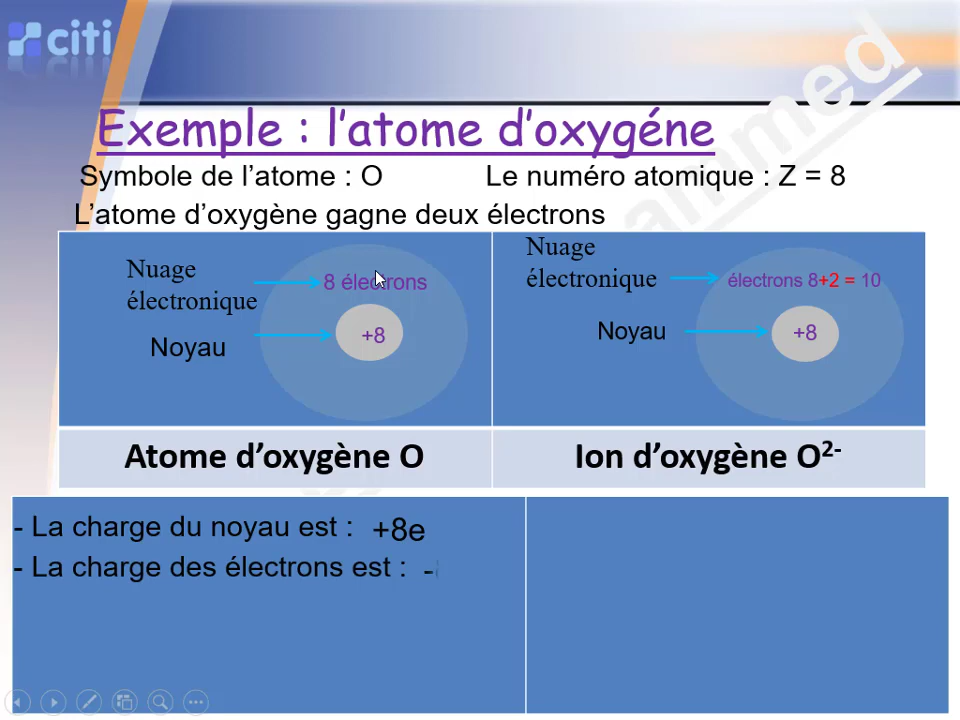 citi
Exemple : l'atome d'oxygéne
Symbole de l'atome : O Le numéro atomique : Z = 8
L'atome d'oxygène gagne deux électrons
Nuage
électronique
8 électrons
Noyau
+8
Nuage
électronique
électrons 8+2 = 10
Noyau
+8
Atome d'oxygène O
Ion d'oxygène O²⁻
- La charge du noyau est : +8e
- La charge des électrons est : -